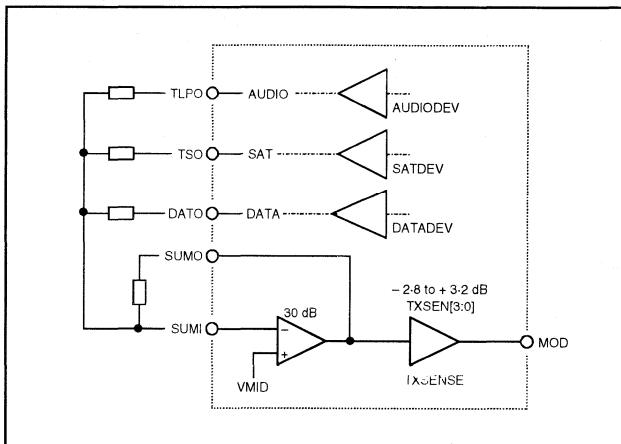 TLPO AUDIO
AUDIODEV
TSO SAT
SATDEV
DATO DATA
DATADEV
SUMO
– 2·8 to + 3·2 dB
30 dB
TXSEN[3:0]
SUMI
–
+
MOD
VMID
TXSENSE